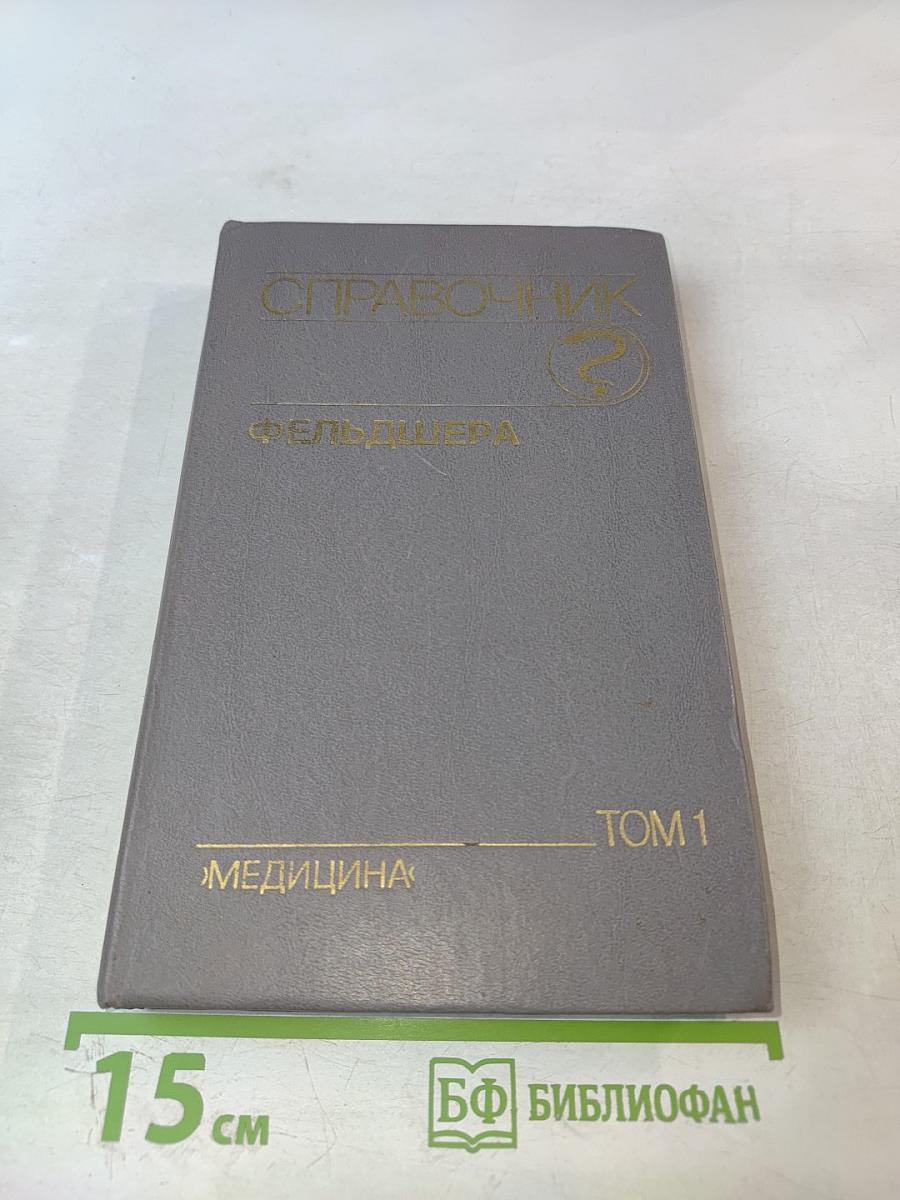 СПРАВОЧНИК
ФЕЛЬДШЕРА
ТОМ 1
›МЕДИЦИНА‹
15 см
БФ БИБЛИОФАН